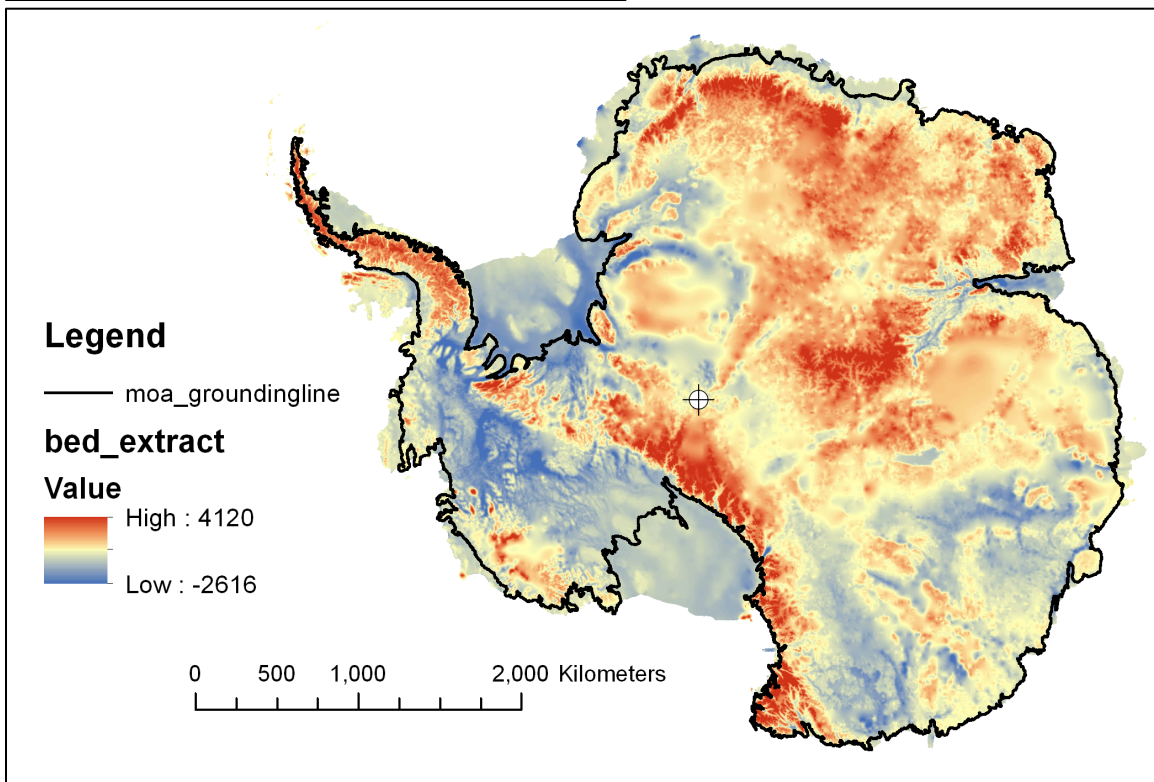 Legend
moa_groundingline
bed_extract
Value
High : 4120
Low : -2616
0 500 1,000 2,000 Kilometers